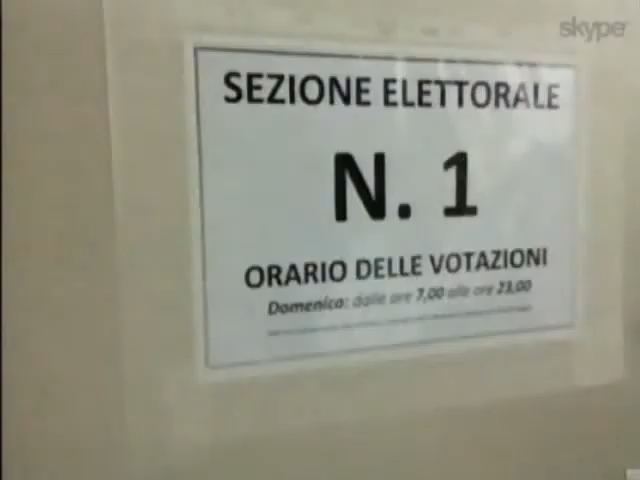 skype
SEZIONE ELETTORALE
N. 1
ORARIO DELLE VOTAZIONI
Domenica: dalle ore 7,00 alle ore 23,00